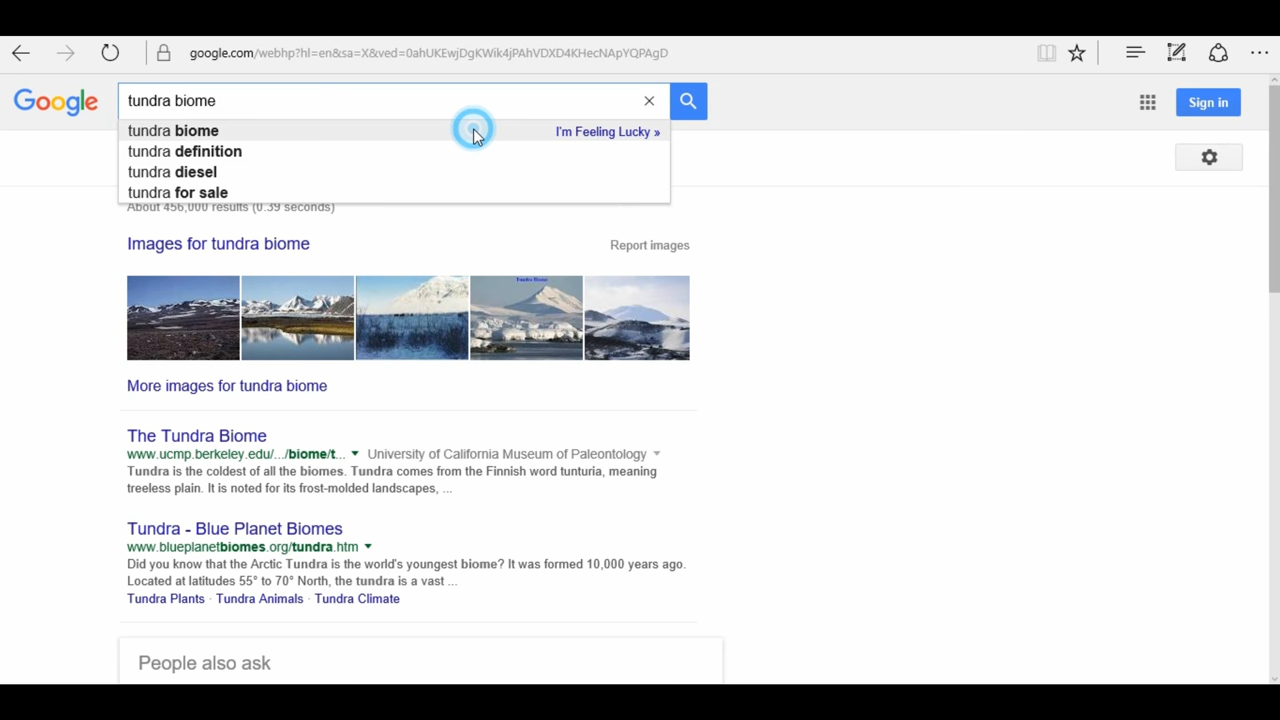 google.com/webhp?hl=en&sa=X&ved=0ahUKEwjDgKWik4jPAhVDXD4KHecNApYQPAgD
Google
tundra biome
Sign in
tundra biome
I'm Feeling Lucky »
tundra definition
tundra diesel
tundra for sale
About 456,000 results (0.39 seconds)
Images for tundra biome
Report images
Tundra Biome
More images for tundra biome
The Tundra Biome
www.ucmp.berkeley.edu/.../biome/t... University of California Museum of Paleontology
Tundra is the coldest of all the biomes. Tundra comes from the Finnish word tunturia, meaning
treeless plain. It is noted for its frost-molded landscapes, ...
Tundra - Blue Planet Biomes
www.blueplanetbiomes.org/tundra.htm
Did you know that the Arctic Tundra is the world's youngest biome? It was formed 10,000 years ago.
Located at latitudes 55° to 70° North, the tundra is a vast ...
Tundra Plants · Tundra Animals · Tundra Climate
People also ask